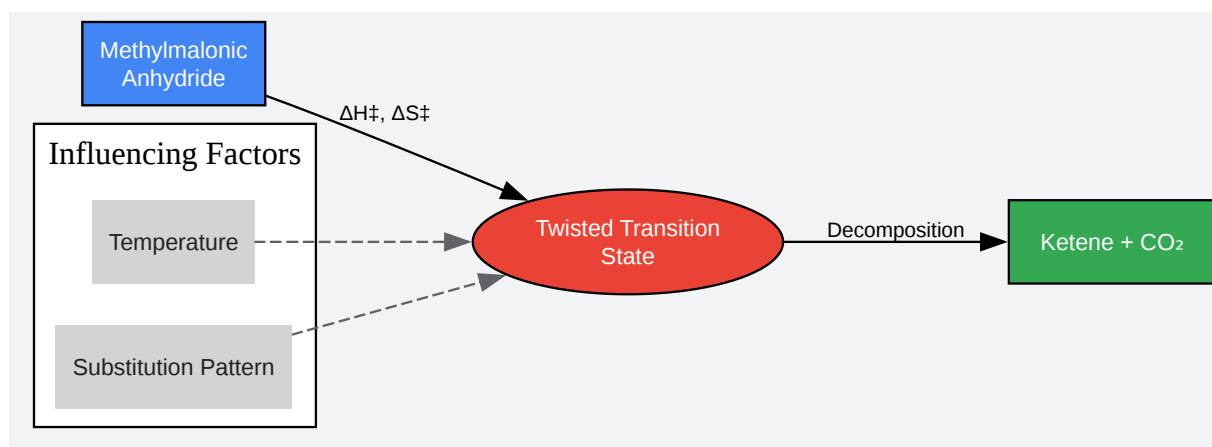 Methylmalonic
Anhydride
ΔH‡, ΔS‡
Influencing Factors
Temperature
Substitution Pattern
Twisted Transition
State
Decomposition
Ketene + CO₂